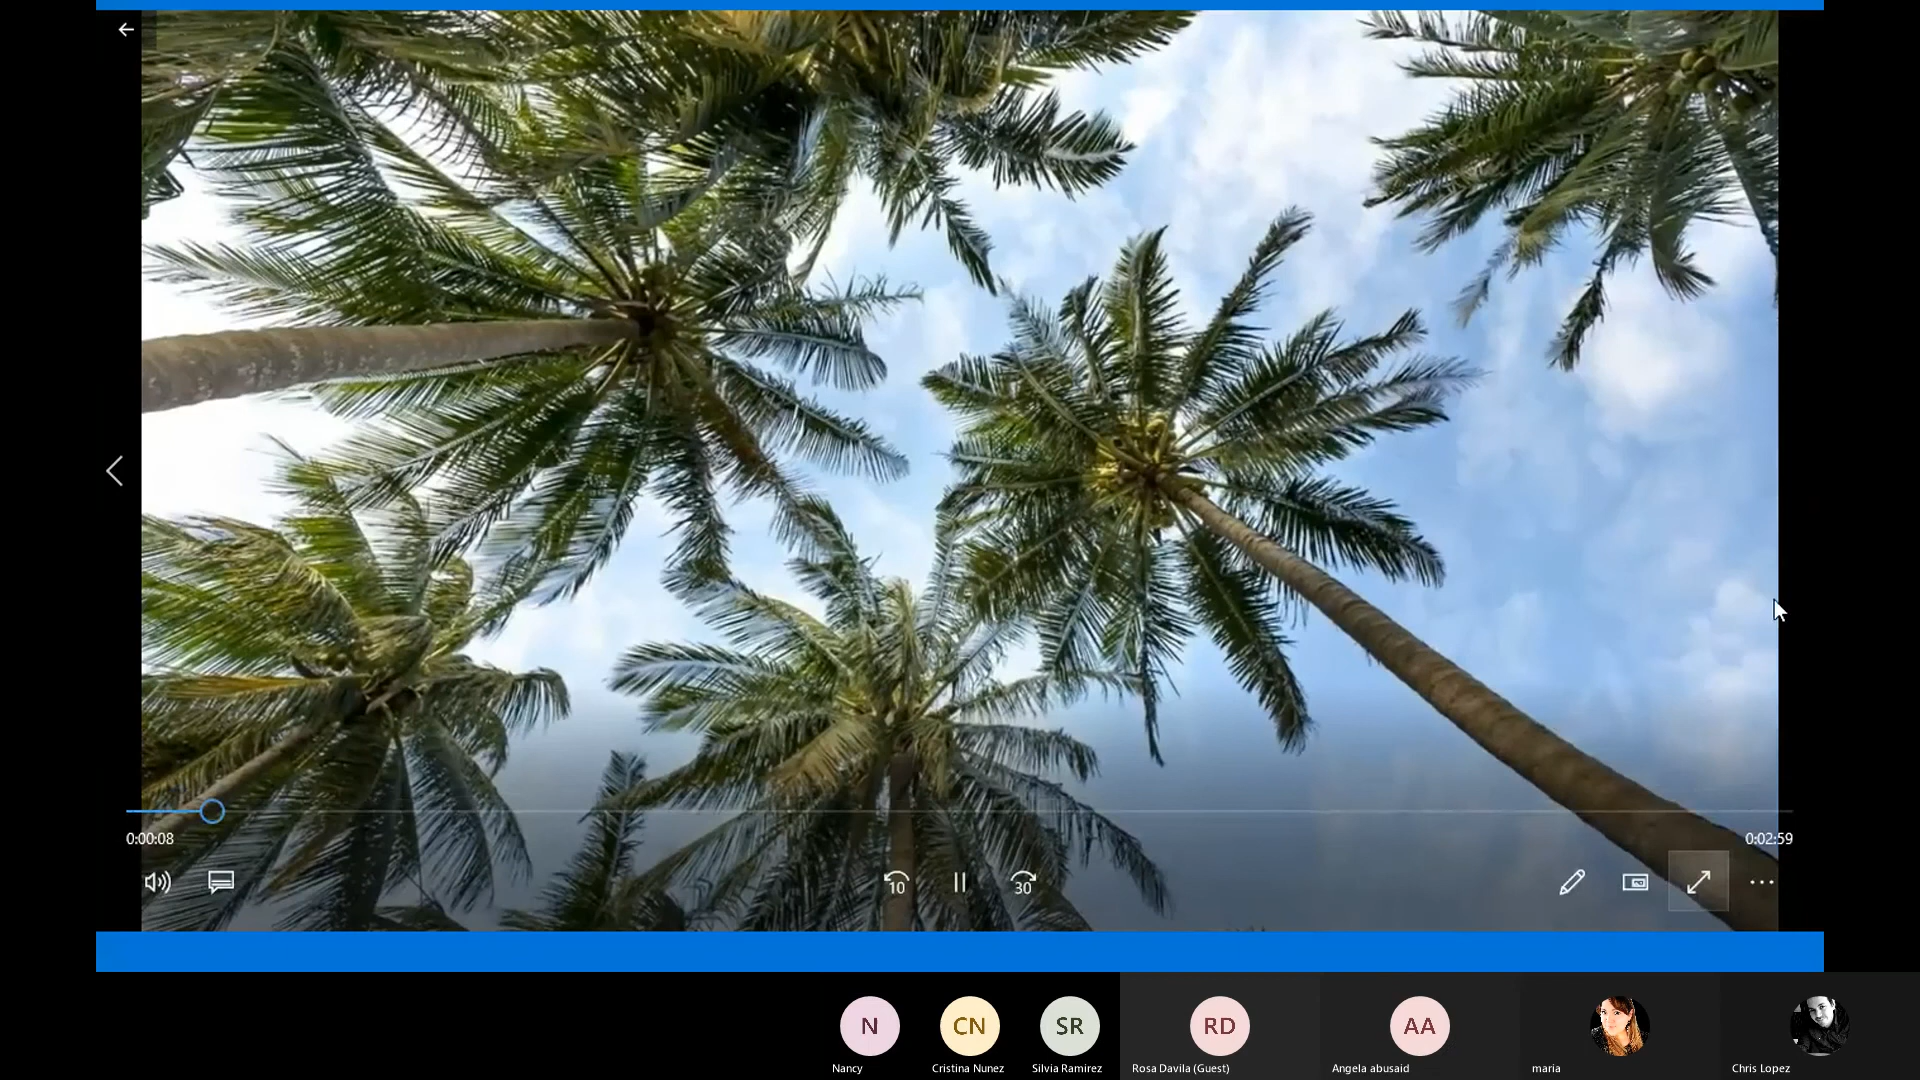 0:00:08
0:02:59
10
30
N
CN
SR
RD
AA
Nancy
Cristina Nunez
Silvia Ramirez
Rosa Davila (Guest)
Angela abusaid
maria
Chris Lopez